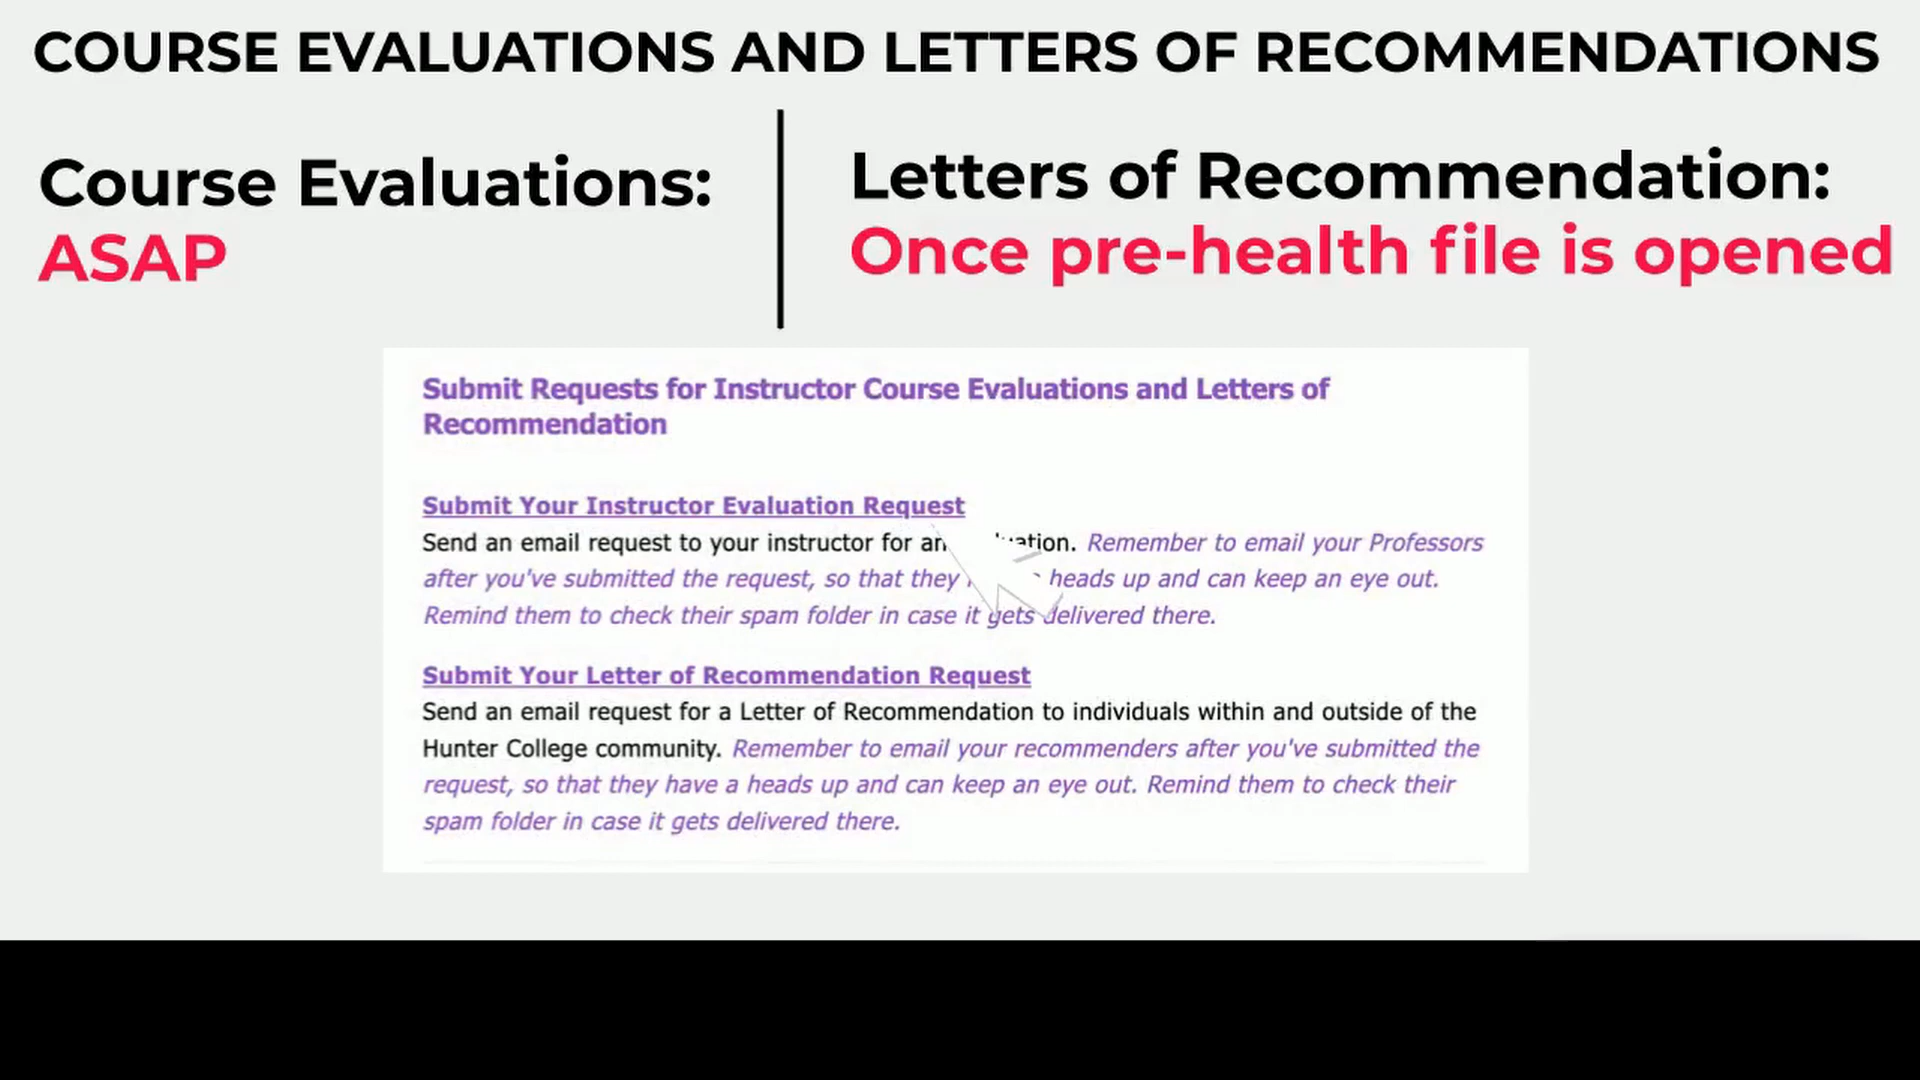 COURSE EVALUATIONS AND LETTERS OF RECOMMENDATIONS
Course Evaluations:
ASAP
Letters of Recommendation:
Once pre-health file is opened
Submit Requests for Instructor Course Evaluations and Letters of
Recommendation
Submit Your Instructor Evaluation Request
Send an email request to your instructor for an Remember to email your Professors
after you've submitted the request, so that they heads up and can keep an eye out.
Remind them to check their spam folder in case it gets delivered there.
Submit Your Letter of Recommendation Request
Send an email request for a Letter of Recommendation to individuals within and outside of the
Hunter College community. Remember to email your recommenders after you've submitted the
request, so that they have a heads up and can keep an eye out. Remind them to check their
spam folder in case it gets delivered there.